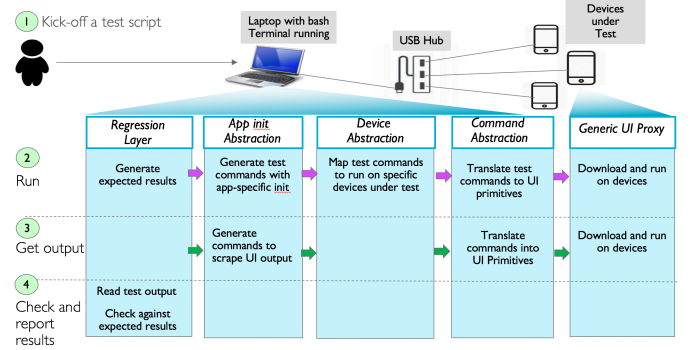 1 Kick-off a test script
Laptop with bash
Terminal running
USB Hub
Devices
under
Test
Regression
Layer
App init
Abstraction
Device
Abstraction
Command
Abstraction
Generic UI Proxy
2
Run
Generate
expected results
Generate test
commands with
app-specific init
Map test commands
to run on specific
devices under test
Translate test
commands to UI
primitives
Download and run
on devices
3
Get output
Generate
commands to
scrape UI output
Translate
commands into
UI Primitives
Download and run
on devices
4
Check and
report
results
Read test output
Check against
expected results